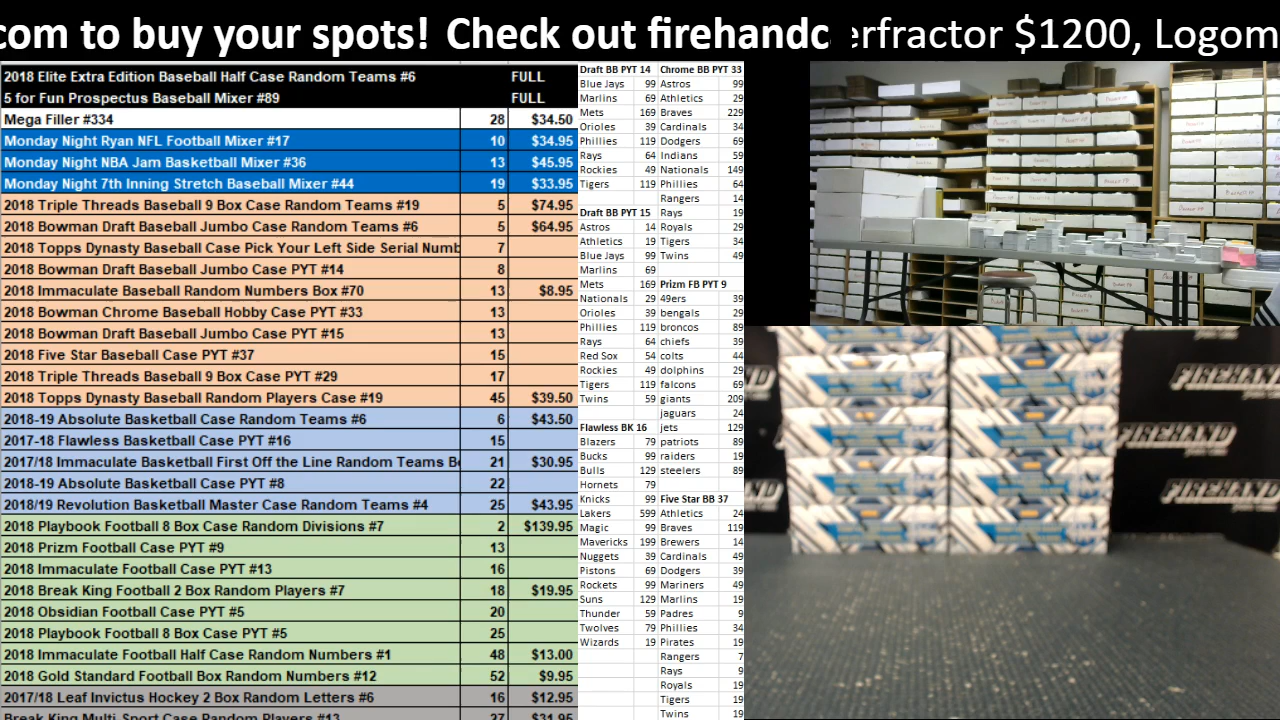 com to buy your spots! Check out firehandc
erfractor $1200, Logom
2018 Elite Extra Edition Baseball Half Case Random Teams #6 FULL
5 for Fun Prospectus Baseball Mixer #89 FULL
Mega Filler #334 28 $34.50
Monday Night Ryan NFL Football Mixer #17 10 $34.95
Monday Night NBA Jam Basketball Mixer #36 13 $45.95
Monday Night 7th Inning Stretch Baseball Mixer #44 19 $33.95
2018 Triple Threads Baseball 9 Box Case Random Teams #19 5 $74.95
2018 Bowman Draft Baseball Jumbo Case Random Teams #6 5 $64.95
2018 Topps Dynasty Baseball Case Pick Your Left Side Serial Numb 7
2018 Bowman Draft Baseball Jumbo Case PYT #14 8
2018 Immaculate Baseball Random Numbers Box #70 13 $8.95
2018 Bowman Chrome Baseball Hobby Case PYT #33 13
2018 Bowman Draft Baseball Jumbo Case PYT #15 13
2018 Five Star Baseball Case PYT #37 15
2018 Triple Threads Baseball 9 Box Case PYT #29 17
2018 Topps Dynasty Baseball Random Players Case #19 45 $39.50
2018-19 Absolute Basketball Case Random Teams #6 6 $43.50
2017-18 Flawless Basketball Case PYT #16 15
2017/18 Immaculate Basketball First Off the Line Random Teams Bo 21 $30.95
2018-19 Absolute Basketball Case PYT #8 22
2018/19 Revolution Basketball Master Case Random Teams #4 25 $43.95
2018 Playbook Football 8 Box Case Random Divisions #7 2 $139.95
2018 Prizm Football Case PYT #9 13
2018 Immaculate Football Case PYT #13 16
2018 Break King Football 2 Box Random Players #7 18 $19.95
2018 Obsidian Football Case PYT #5 20
2018 Playbook Football 8 Box Case PYT #5 25
2018 Immaculate Football Half Case Random Numbers #1 48 $13.00
2018 Gold Standard Football Box Random Numbers #12 52 $9.95
2017/18 Leaf Invictus Hockey 2 Box Random Letters #6 16 $12.95
Break King Multi-Sport Case Random Players #13 27 $31.95
Draft BB PYT 14
Blue Jays 99
Marlins 69
Mets 169
Orioles 39
Phillies 119
Rays 64
Rockies 49
Tigers 119
Draft BB PYT 15
Astros 14
Athletics 19
Blue Jays 99
Marlins 69
Mets 169
Nationals 29
Orioles 39
Phillies 119
Rays 64
Red Sox 54
Rockies 49
Tigers 119
Twins 59
Flawless BK 16
Blazers 79
Bucks 99
Bulls 129
Hornets 79
Knicks 99
Lakers 599
Magic 99
Mavericks 199
Nuggets 39
Pistons 69
Rockets 99
Suns 129
Thunder 59
Twolves 79
Wizards 19
Chrome BB PYT 33
Astros 99
Athletics 29
Braves 229
Cardinals 34
Dodgers 69
Indians 59
Nationals 149
Phillies 64
Rangers 14
Rays 19
Royals 29
Tigers 34
Twins 49
Prizm FB PYT 9
49ers 39
bengals 29
broncos 89
chiefs 39
colts 44
dolphins 29
falcons 69
giants 209
jaguars 24
jets 129
patriots 89
raiders 19
steelers 89
Five Star BB 37
Athletics 24
Braves 119
Brewers 14
Cardinals 49
Dodgers 39
Mariners 49
Marlins 19
Padres 9
Phillies 34
Pirates 19
Rangers 7
Rays 9
Royals 19
Tigers 19
Twins 19
FIREHAND
FIREHAND
FIREHAND